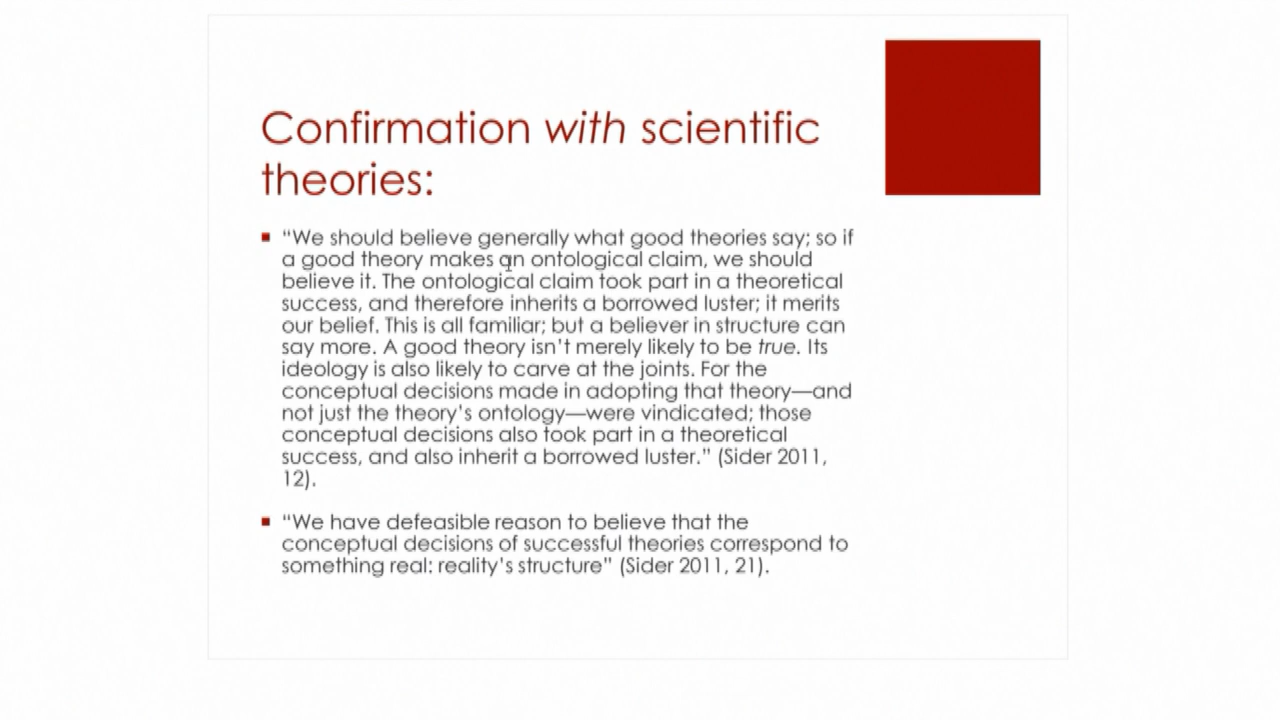 Confirmation with scientific
theories:
“We should believe generally what good theories say; so if
a good theory makes an ontological claim, we should
believe it. The ontological claim took part in a theoretical
success, and therefore inherits a borrowed luster; it merits
our belief. This is all familiar; but a believer in structure can
say more. A good theory isn’t merely likely to be true. Its
ideology is also likely to carve at the joints. For the
conceptual decisions made in adopting that theory—and
not just the theory’s ontology—were vindicated; those
conceptual decisions also took part in a theoretical
success, and also inherit a borrowed luster.” (Sider 2011,
12).
“We have defeasible reason to believe that the
conceptual decisions of successful theories correspond to
something real: reality’s structure” (Sider 2011, 21).